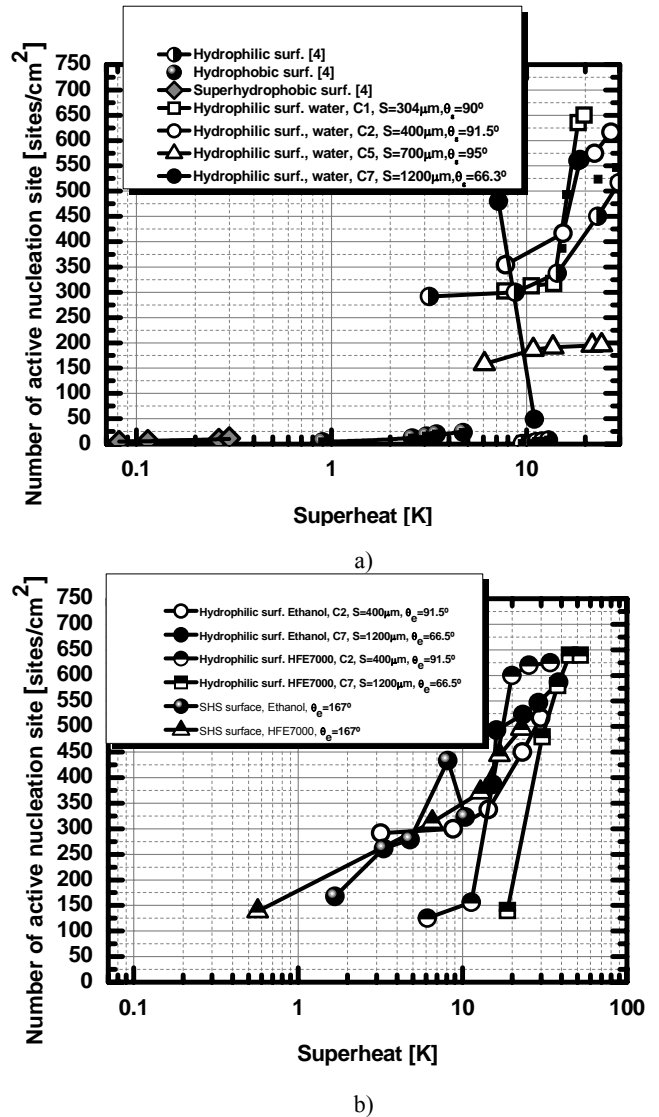 Hydrophilic surf. [4]
Hydrophobic surf. [4]
Superhydrophobic surf. [4]
Hydrophilic surf. water, C1, S=304μm,θs=90º
Hydrophilic surf., water, C2, S=400μm,θs=91.5º
Hydrophilic surf., water, C5, S=700μm,θs=95º
Hydrophilic surf., water, C7, S=1200μm,θs=66.3º
Number of active nucleation site [sites/cm²]
750
700
650
600
550
500
450
400
350
300
250
200
150
100
50
0
0.1
1
10
Superheat [K]
a)
Hydrophilic surf. Ethanol, C2, S=400μm, θe=91.5º
Hydrophilic surf. Ethanol, C7, S=1200μm, θe=66.5º
Hydrophilic surf. HFE7000, C2, S=400μm, θe=91.5º
Hydrophilic surf. HFE7000, C7, S=1200μm, θe=66.5º
SHS surface, Ethanol, θe=167º
SHS surface, HFE7000, θe=167º
Number of active nucleation site [sites/cm²]
750
700
650
600
550
500
450
400
350
300
250
200
150
100
50
0
0.1
1
10
100
Superheat [K]
b)